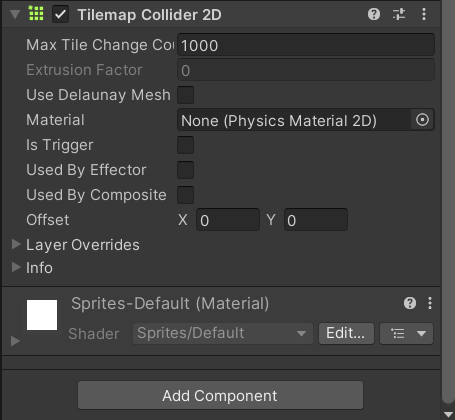 Tilemap Collider 2D
Max Tile Change Cou 1000
Extrusion Factor 0
Use Delaunay Mesh
Material None (Physics Material 2D)
Is Trigger
Used By Effector
Used By Composite
Offset X 0 Y 0
Layer Overrides
Info
Sprites-Default (Material)
Shader Sprites/Default Edit...
Add Component